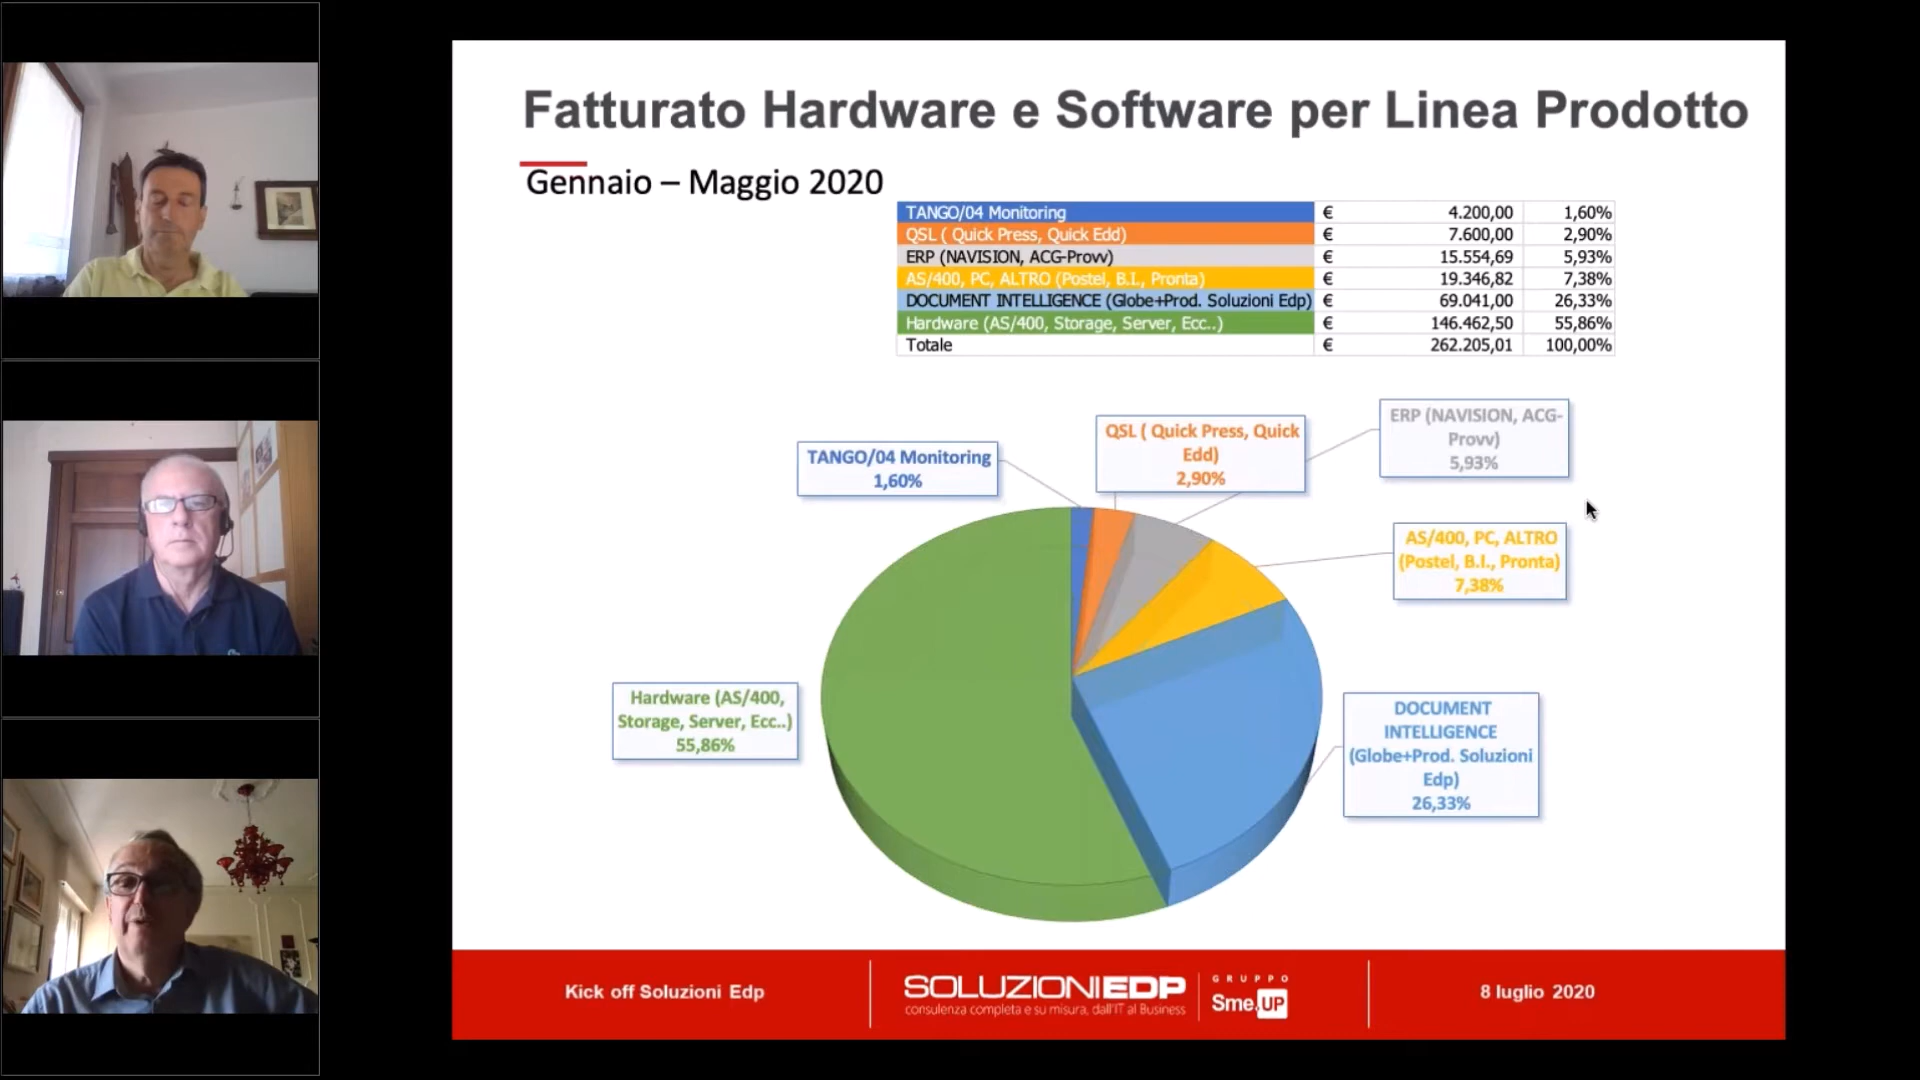 Fatturato Hardware e Software per Linea Prodotto
Gennaio – Maggio 2020
TANGO/04 Monitoring € 4.200,00 1,60%
QSL ( Quick Press, Quick Edd) € 7.600,00 2,90%
ERP (NAVISION, ACG-Provv) € 15.554,69 5,93%
AS/400, PC, ALTRO (Postel, B.I., Pronta) € 19.346,82 7,38%
DOCUMENT INTELLIGENCE (Globe+Prod. Soluzioni Edp) € 69.041,00 26,33%
Hardware (AS/400, Storage, Server, Ecc..) € 146.462,50 55,86%
Totale € 262.205,01 100,00%
TANGO/04 Monitoring
1,60%
QSL ( Quick Press, Quick
Edd)
2,90%
ERP (NAVISION, ACG-
Provv)
5,93%
AS/400, PC, ALTRO
(Postel, B.I., Pronta)
7,38%
Hardware (AS/400,
Storage, Server, Ecc..)
55,86%
DOCUMENT
INTELLIGENCE
(Globe+Prod. Soluzioni
Edp)
26,33%
Kick off Soluzioni Edp
SOLUZIONIEDP
consulenza completa e su misura, dall'IT al Business
GRUPPO
Sme.UP
8 luglio 2020